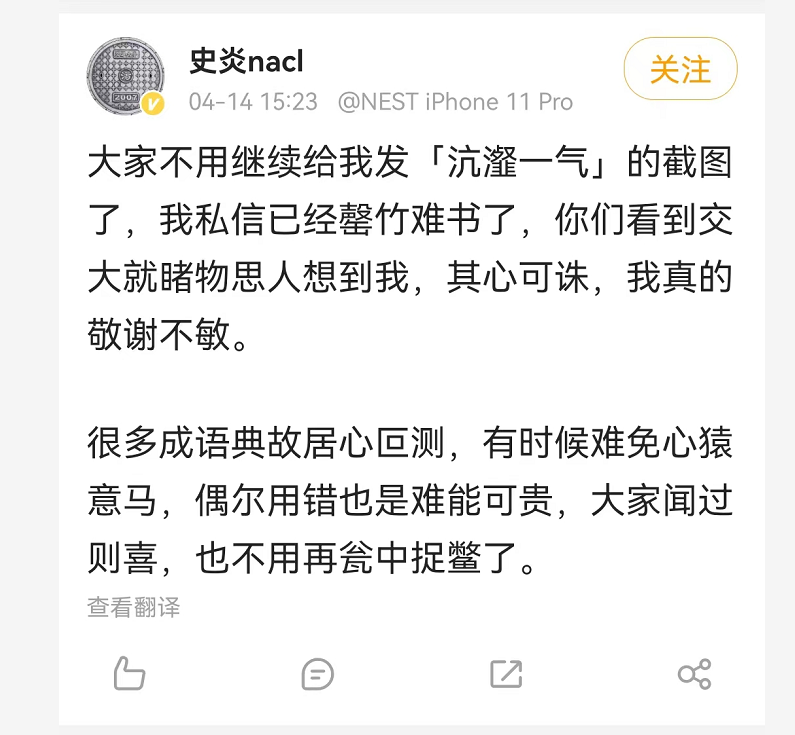 史炎nacl
04-14 15:23 @NEST iPhone 11 Pro
关注
大家不用继续给我发「沆瀣一气」的截图
了，我私信已经罄竹难书了，你们看到交
大就睹物思人想到我，其心可诛，我真的
敬谢不敏。
很多成语典故居心叵测，有时候难免心猿
意马，偶尔用错也是难能可贵，大家闻过
则喜，也不用再瓮中捉鳖了。
查看翻译